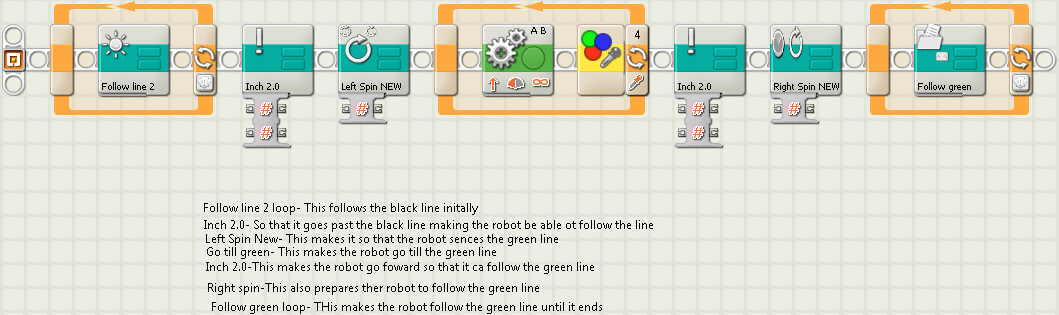 A B
4
Follow line 2
Inch 2.0
Left Spin NEW
Inch 2.0
Right Spin NEW
Follow green
# # # # # #
Follow line 2 loop- This follows the black line initally
Inch 2.0- So that it goes past the black line making the robot be able ot follow the line
Left Spin New- This makes it so that the robot sences the green line
Go till green- This makes the robot go till the green line
Inch 2.0-This makes the robot go foward so that it ca follow the green line
Right spin-This also prepares ther robot to follow the green line
Follow green loop- THis makes the robot follow the green line until it ends